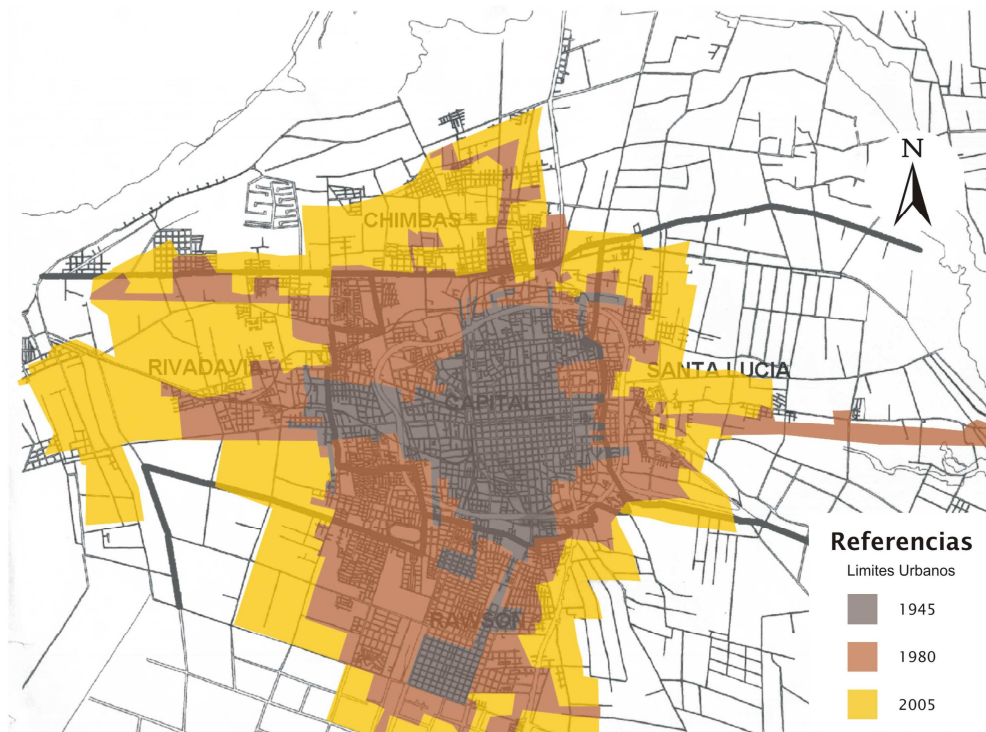 N
CHIMBAS
RIVADAVIA
SANTA LUCIA
CAPITAL
RAWSON
Referencias
Limites Urbanos
1945
1980
2005